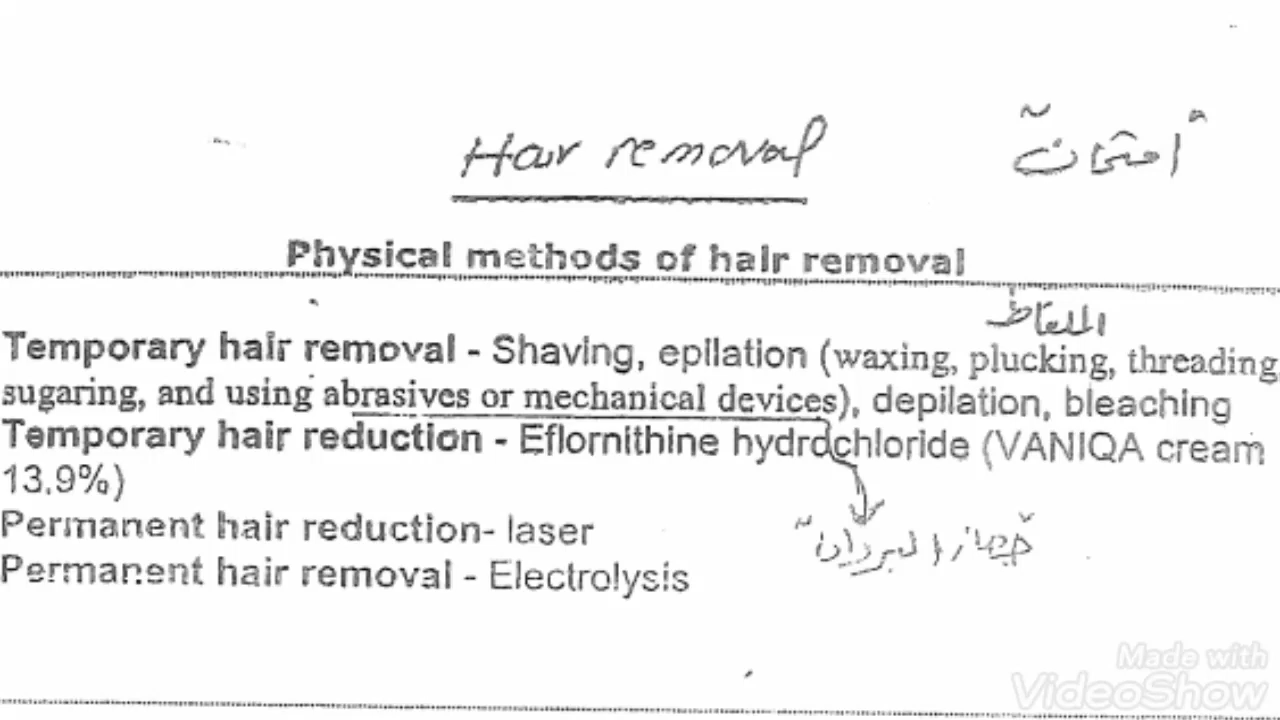 Hair removal
"امتحان"
Physical methods of hair removal
الملقاط
Temporary hair removal - Shaving, epilation (waxing, plucking, threading,
sugaring, and using abrasives or mechanical devices), depilation, bleaching
Temporary hair reduction - Eflornithine hydrochloride (VANIQA cream
13.9%)
Permanent hair reduction- laser
"جهاز البردان"
Permanent hair removal - Electrolysis
Made with
VideoShow